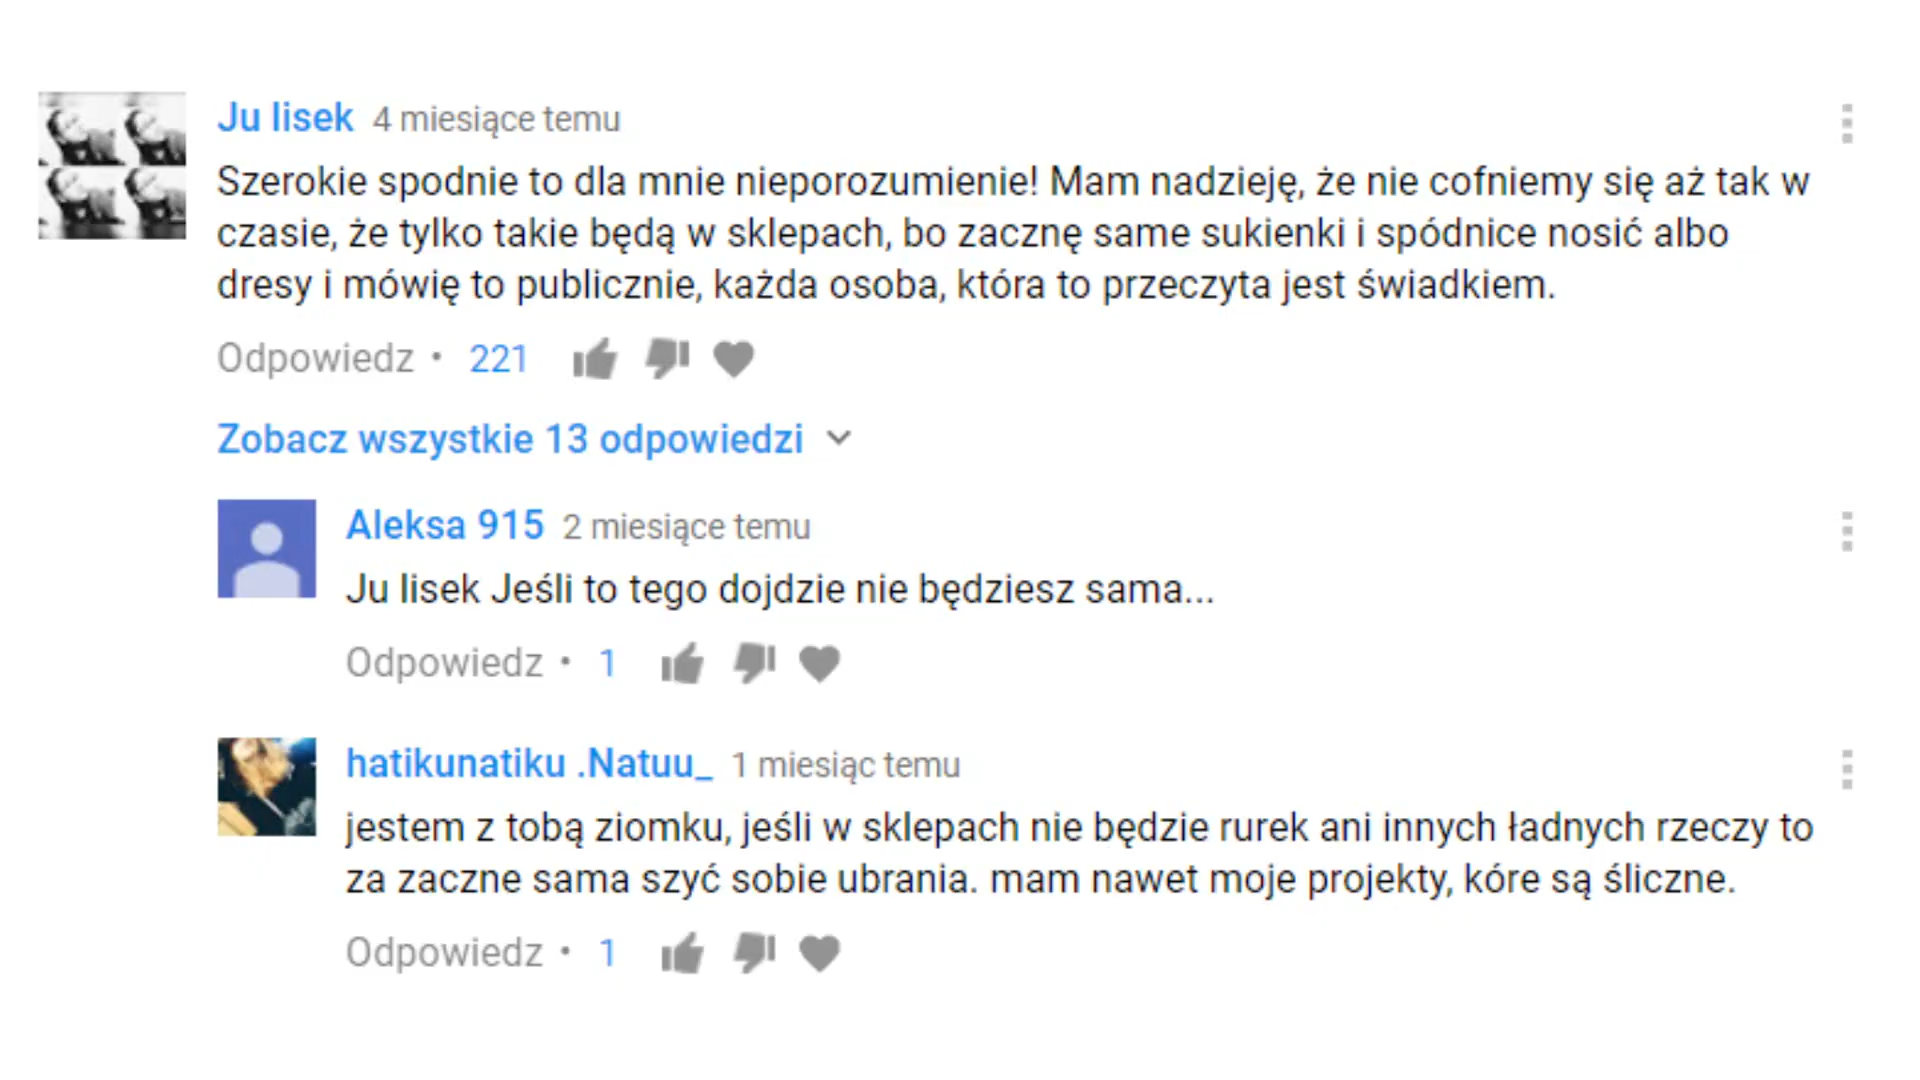 Ju lisek 4 miesiące temu
Szerokie spodnie to dla mnie nieporozumienie! Mam nadzieję, że nie cofniemy się aż tak w
czasie, że tylko takie będą w sklepach, bo zacznę same sukienki i spódnice nosić albo
dresy i mówię to publicznie, każda osoba, która to przeczyta jest świadkiem.
Odpowiedz • 221
Zobacz wszystkie 13 odpowiedzi
Aleksa 915 2 miesiące temu
Ju lisek Jeśli to tego dojdzie nie będziesz sama...
Odpowiedz • 1
hatikunatiku .Natuu_ 1 miesiąc temu
jestem z tobą ziomku, jeśli w sklepach nie będzie rurek ani innych ładnych rzeczy to
za zaczne sama szyć sobie ubrania. mam nawet moje projekty, kóre są śliczne.
Odpowiedz • 1